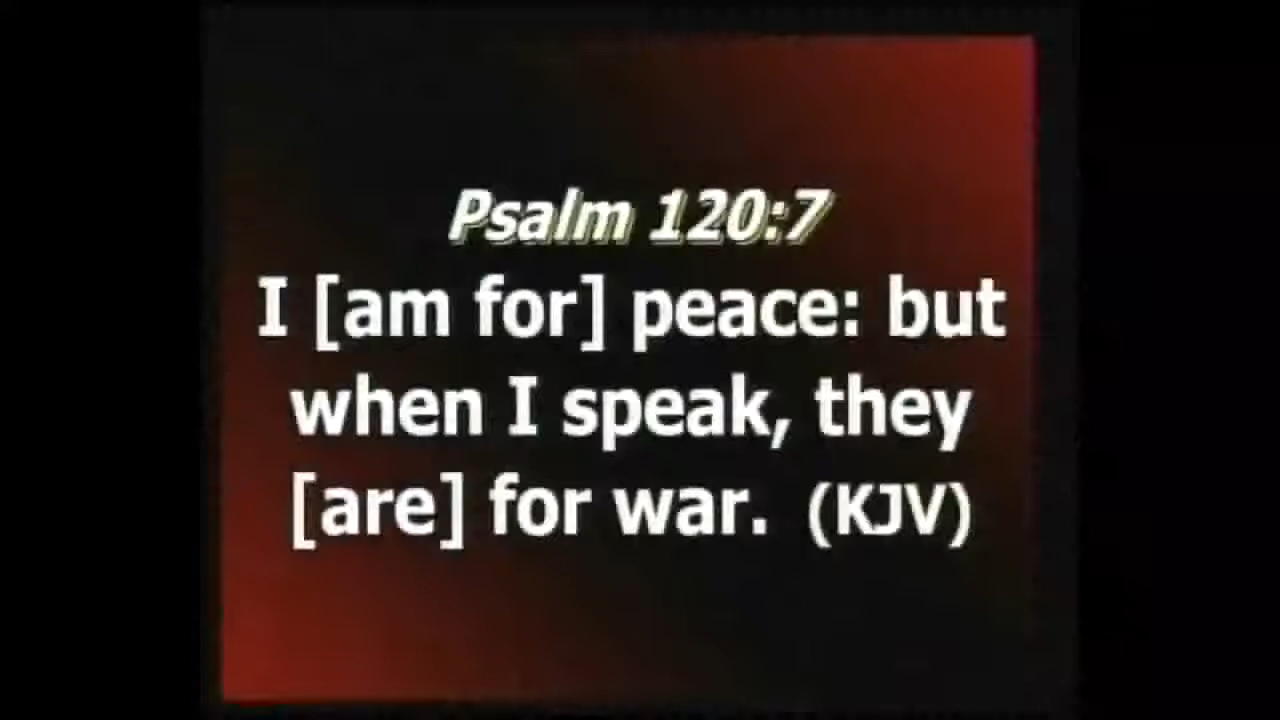 Psalm 120:7
I [am for] peace: but
when I speak, they
[are] for war. (KJV)